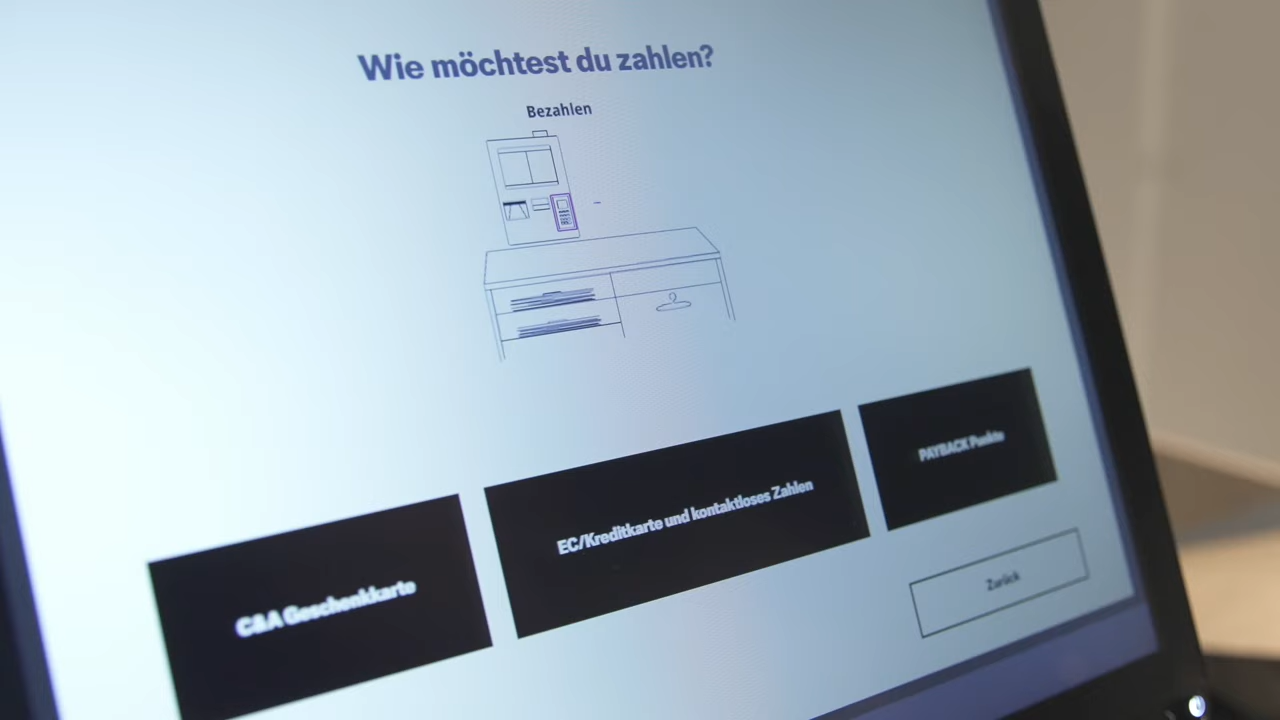 Wie möchtest du zahlen?
Bezahlen
C&A Geschenkkarte
EC/Kreditkarte und kontaktloses Zahlen
PAYBACK Punkte
Zurück